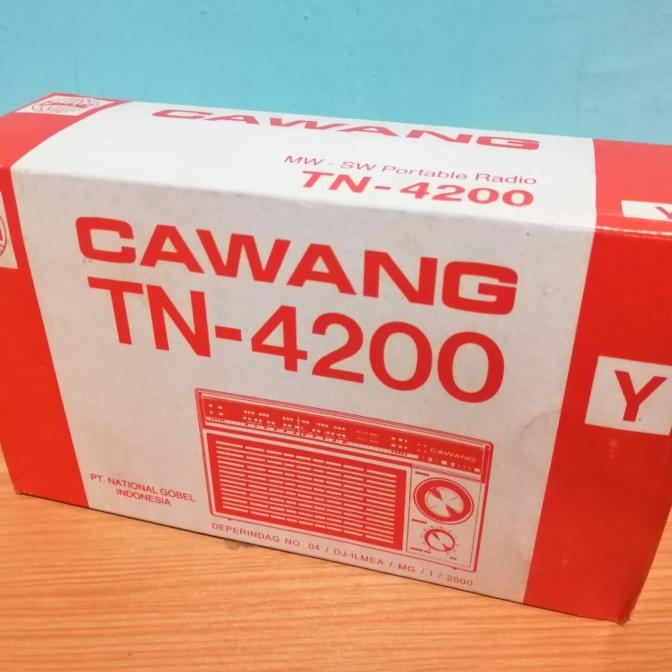 CAWANG
MW - SW Portable Radio
TN-4200
CAWANG
TN-4200
CAWANG
Y
PT. NATIONAL GOBEL
INDONESIA
DEPERINDAG NO. 04 / DJ-ILMEA / MG / I / 2000